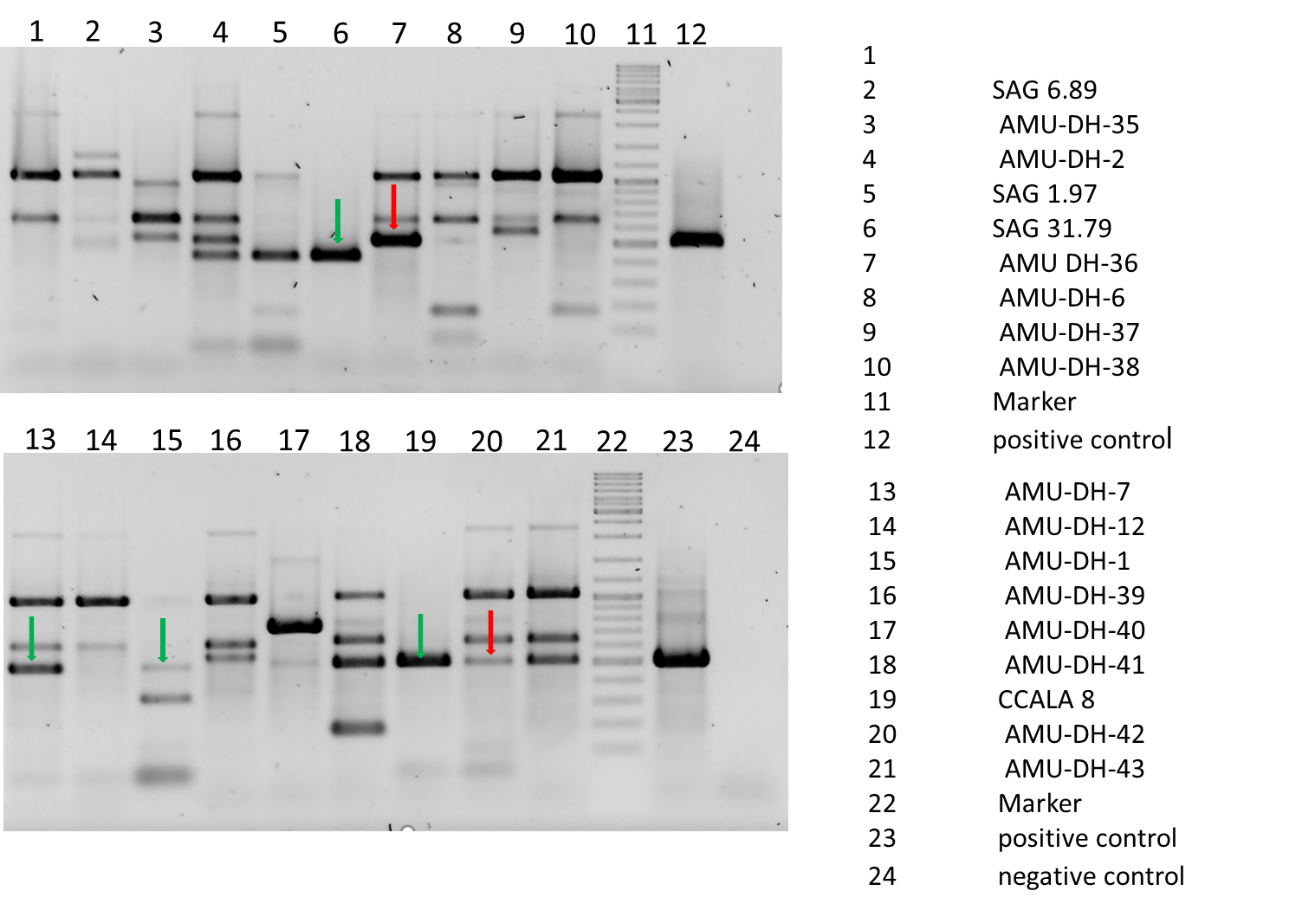 1 2 3 4 5 6 7 8 9 10 11 12
13 14 15 16 17 18 19 20 21 22 23 24
1
2 SAG 6.89
3 AMU-DH-35
4 AMU-DH-2
5 SAG 1.97
6 SAG 31.79
7 AMU DH-36
8 AMU-DH-6
9 AMU-DH-37
10 AMU-DH-38
11 Marker
12 positive control
13 AMU-DH-7
14 AMU-DH-12
15 AMU-DH-1
16 AMU-DH-39
17 AMU-DH-40
18 AMU-DH-41
19 CCALA 8
20 AMU-DH-42
21 AMU-DH-43
22 Marker
23 positive control
24 negative control